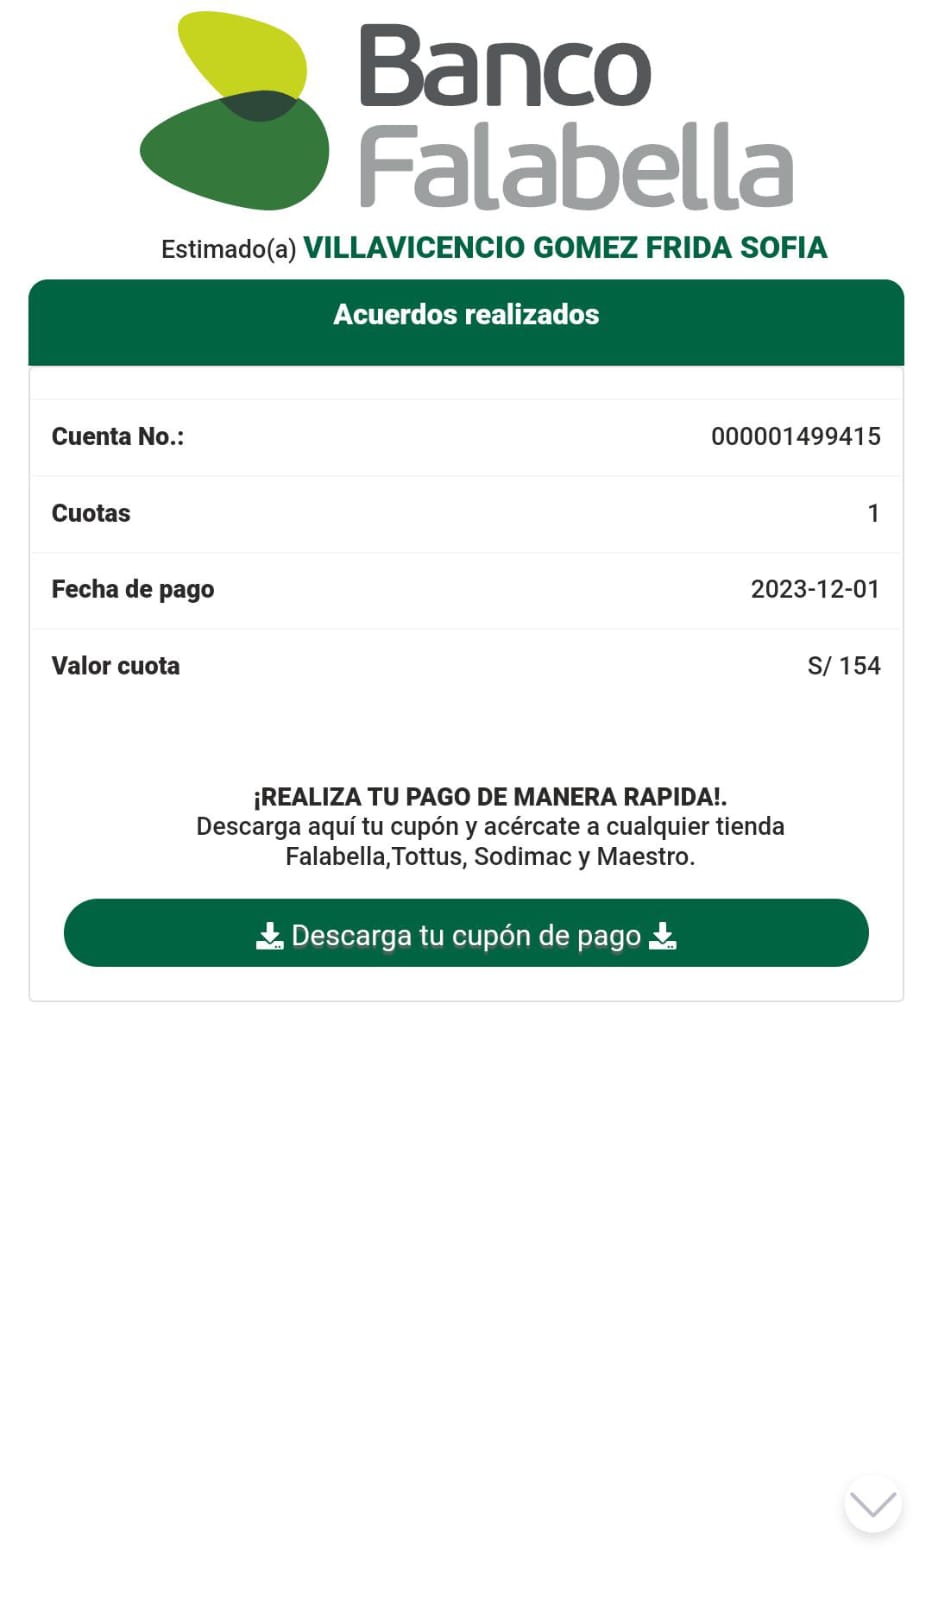 Banco
Falabella
Estimado(a) VILLAVICENCIO GOMEZ FRIDA SOFIA
Acuerdos realizados
Cuenta No.: 000001499415
Cuotas 1
Fecha de pago 2023-12-01
Valor cuota S/ 154
¡REALIZA TU PAGO DE MANERA RAPIDA!.
Descarga aquí tu cupón y acércate a cualquier tienda
Falabella,Tottus, Sodimac y Maestro.
Descarga tu cupón de pago